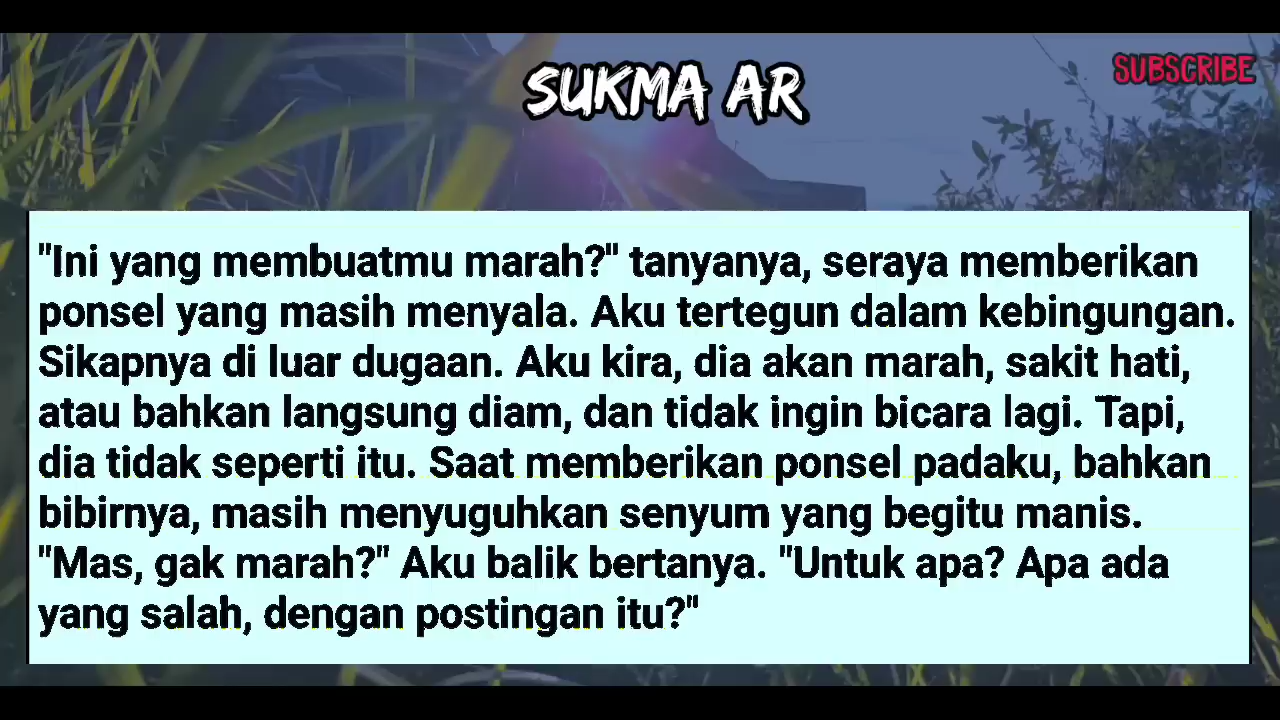 SUKMA AR
SUBSCRIBE
"Ini yang membuatmu marah?" tanyanya, seraya memberikan
ponsel yang masih menyala. Aku tertegun dalam kebingungan.
Sikapnya di luar dugaan. Aku kira, dia akan marah, sakit hati,
atau bahkan langsung diam, dan tidak ingin bicara lagi. Tapi,
dia tidak seperti itu. Saat memberikan ponsel padaku, bahkan
bibirnya, masih menyuguhkan senyum yang begitu manis.
"Mas, gak marah?" Aku balik bertanya. "Untuk apa? Apa ada
yang salah, dengan postingan itu?"